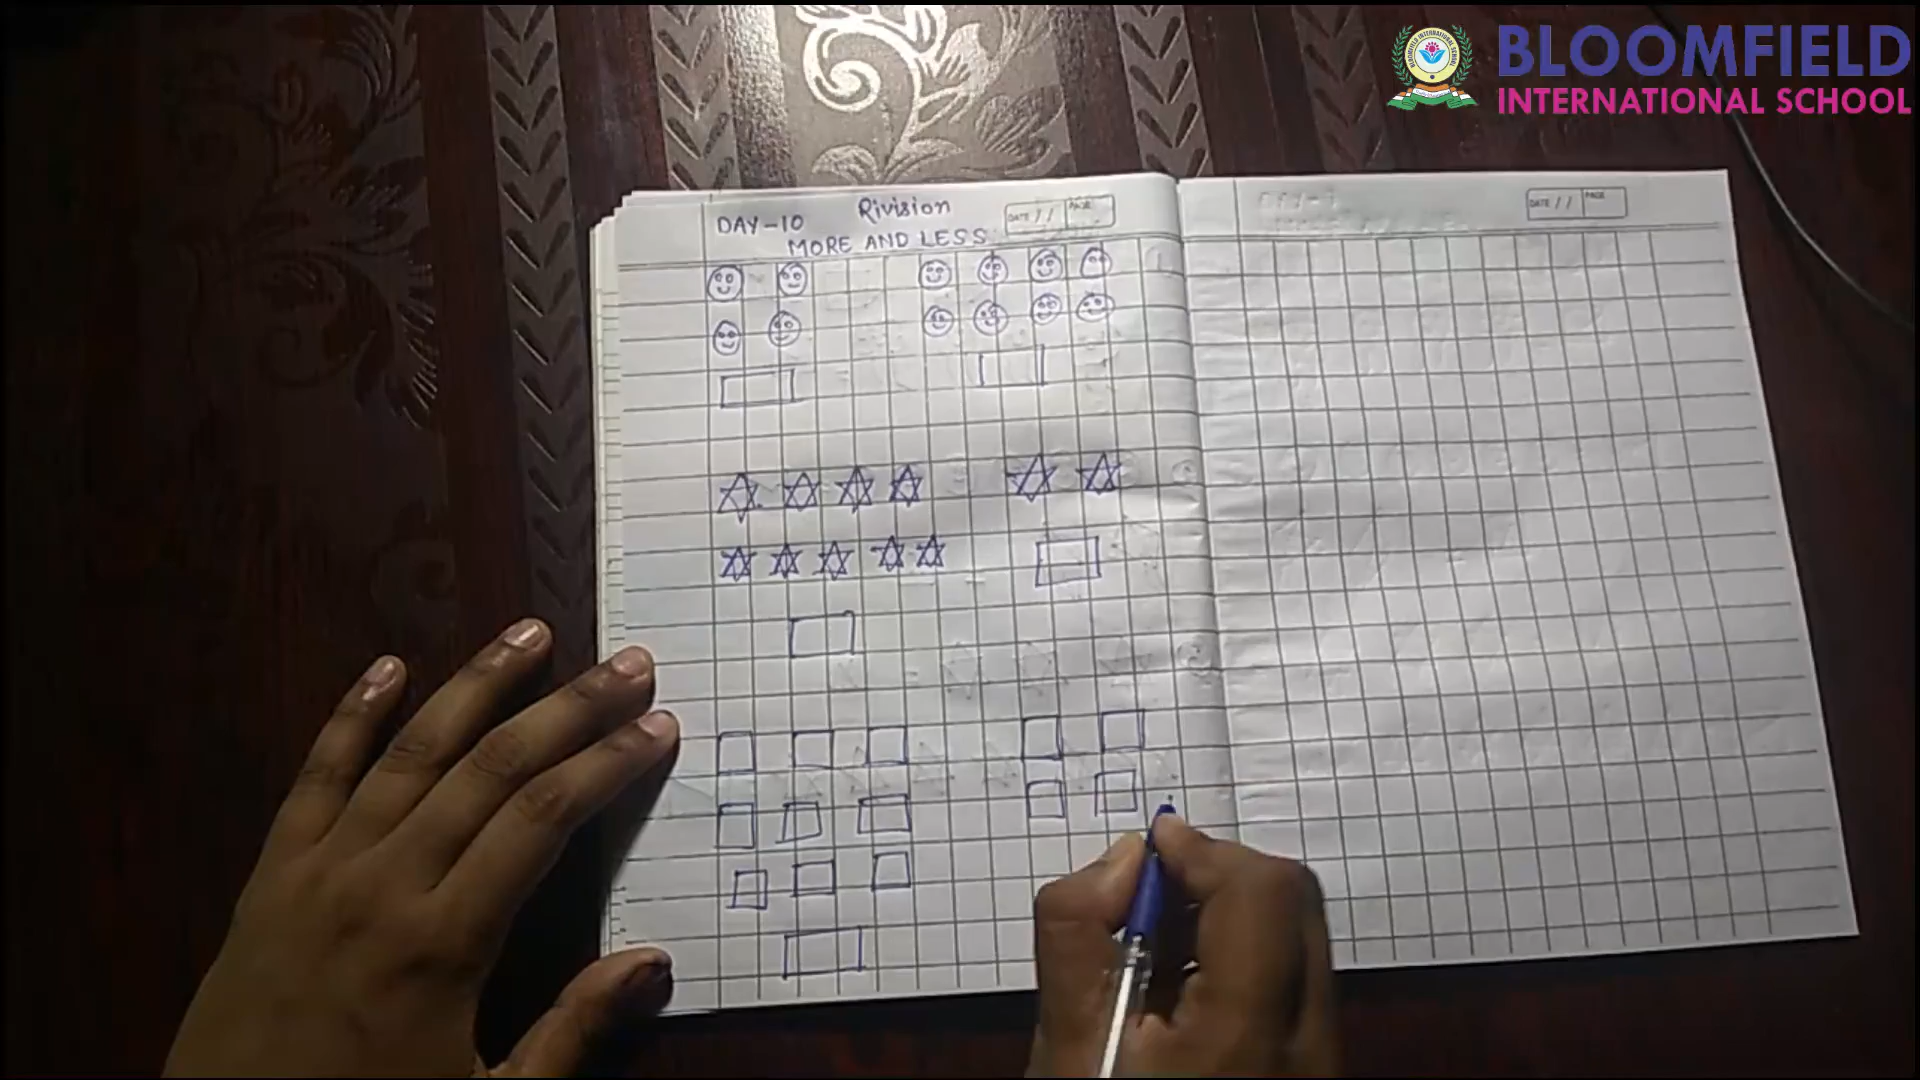 BLOOMFIELD
INTERNATIONAL SCHOOL
DAY-10 Rivision
DATE / / PAGE
MORE AND LESS
DATE / / PAGE